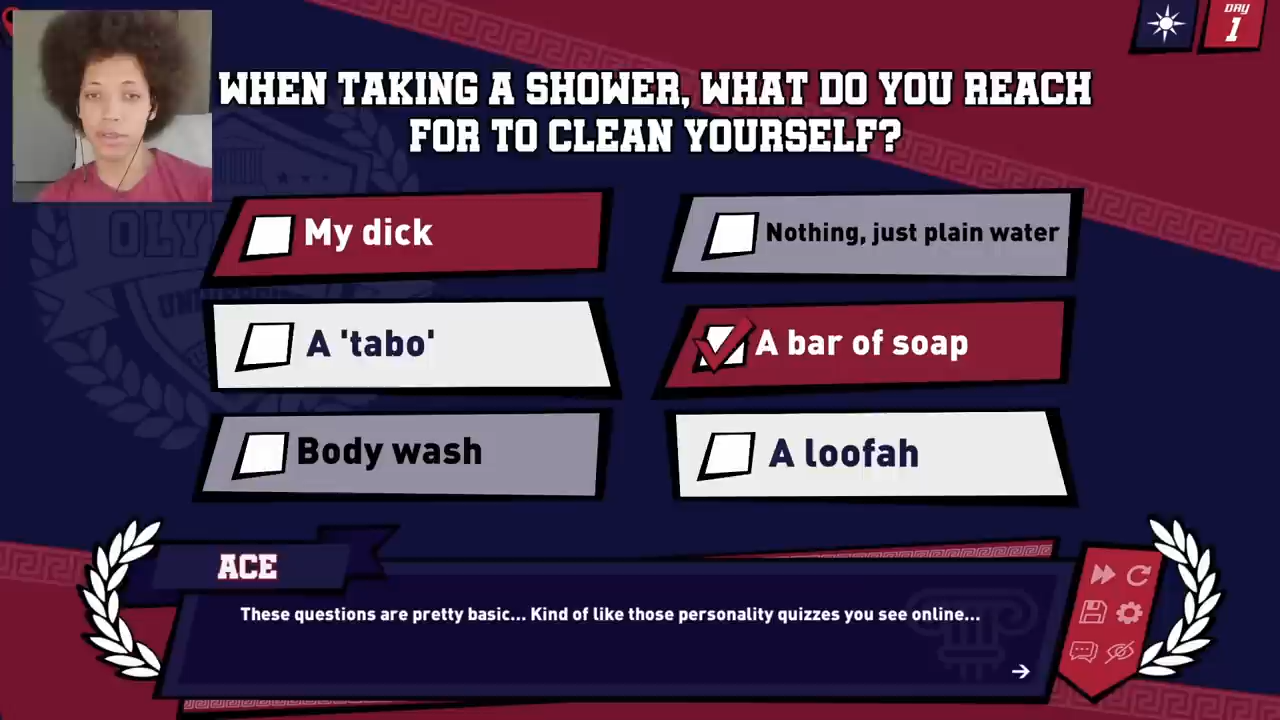 DAY
1
WHEN TAKING A SHOWER, WHAT DO YOU REACH
FOR TO CLEAN YOURSELF?
My dick
Nothing, just plain water
A 'tabo'
A bar of soap
Body wash
A loofah
ACE
These questions are pretty basic... Kind of like those personality quizzes you see online...